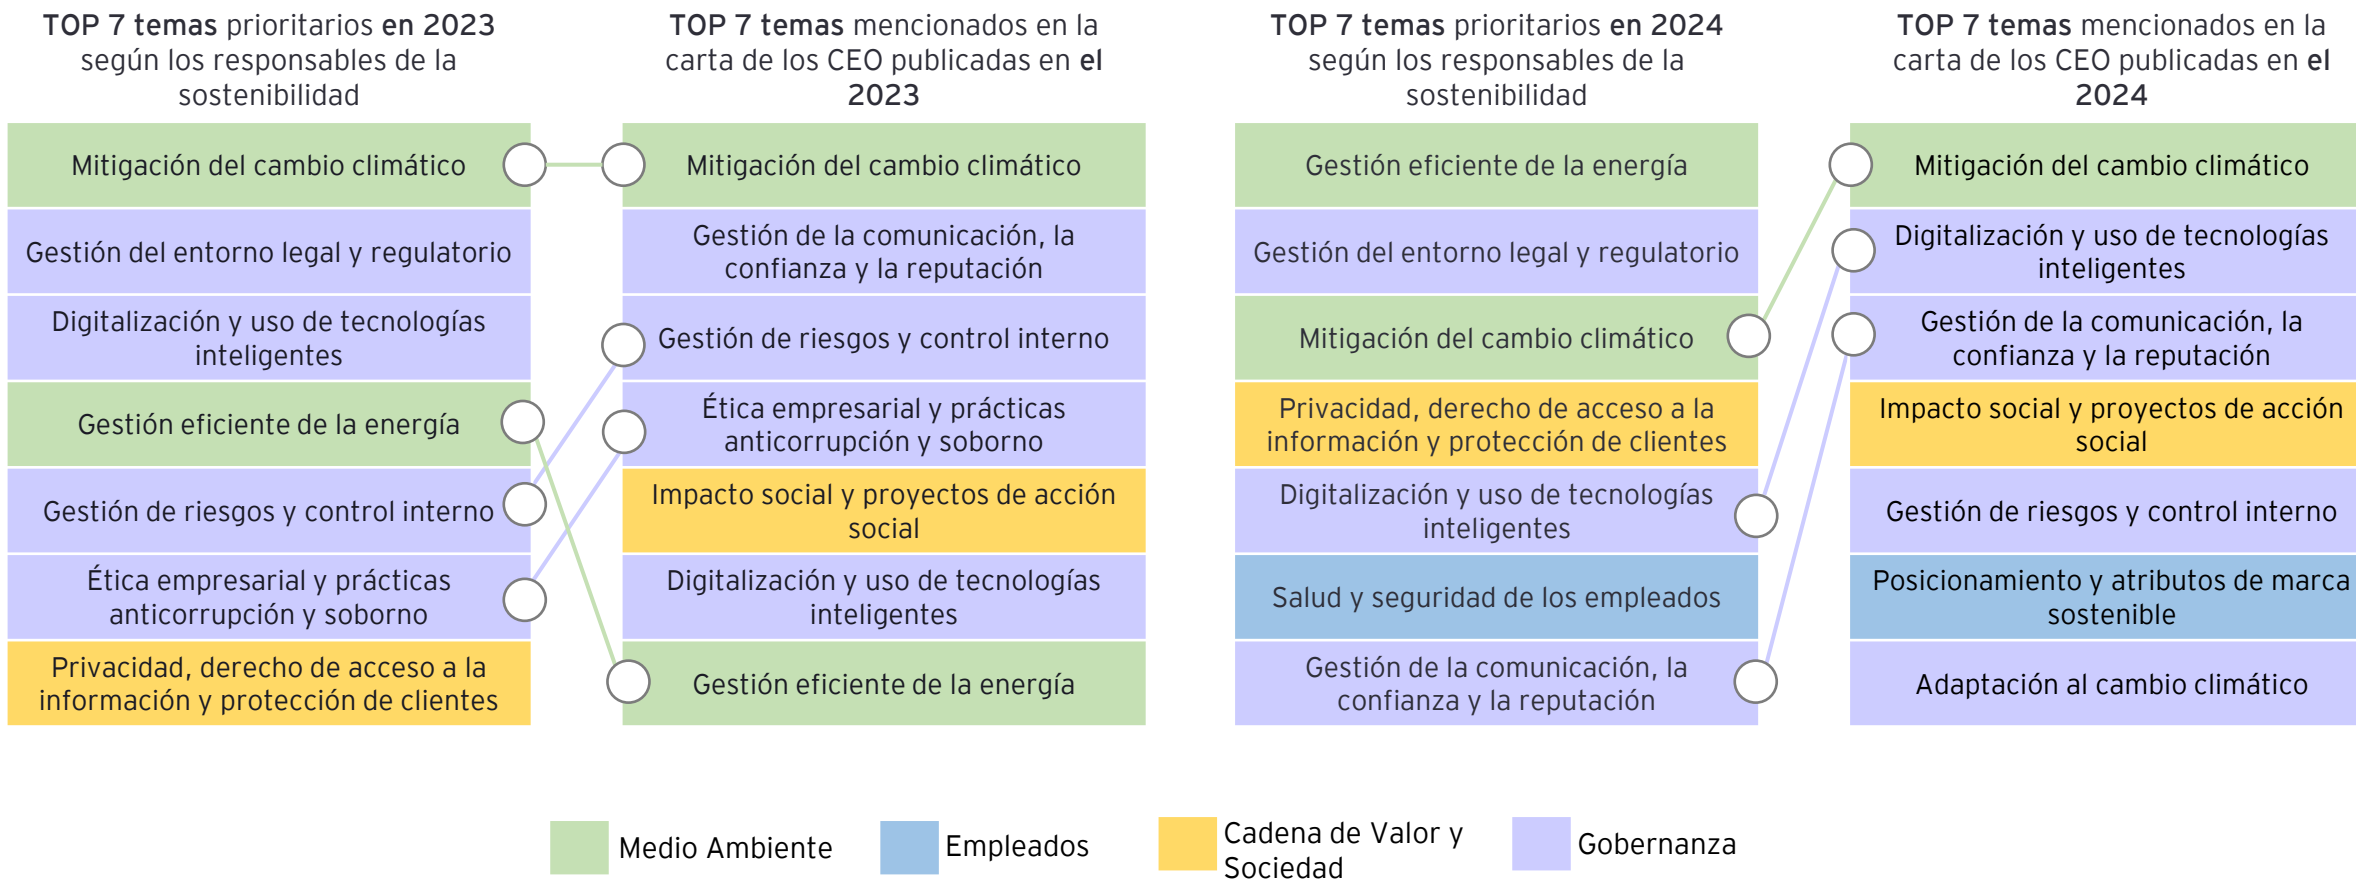 TOP 7 temas prioritarios en 2023
según los responsables de la
sostenibilidad
Mitigación del cambio climático
Gestión del entorno legal y regulatorio
Digitalización y uso de tecnologías
inteligentes
Gestión eficiente de la energía
Gestión de riesgos y control interno
Ética empresarial y prácticas
anticorrupción y soborno
Privacidad, derecho de acceso a la
información y protección de clientes
TOP 7 temas mencionados en la
carta de los CEO publicadas en el
2023
Mitigación del cambio climático
Gestión de la comunicación, la
confianza y la reputación
Gestión de riesgos y control interno
Ética empresarial y prácticas
anticorrupción y soborno
Impacto social y proyectos de acción
social
Digitalización y uso de tecnologías
inteligentes
Gestión eficiente de la energía
TOP 7 temas prioritarios en 2024
según los responsables de la
sostenibilidad
Gestión eficiente de la energía
Gestión del entorno legal y regulatorio
Mitigación del cambio climático
Privacidad, derecho de acceso a la
información y protección de clientes
Digitalización y uso de tecnologías
inteligentes
Salud y seguridad de los empleados
Gestión de la comunicación, la
confianza y la reputación
TOP 7 temas mencionados en la
carta de los CEO publicadas en el
2024
Mitigación del cambio climático
Digitalización y uso de tecnologías
inteligentes
Gestión de la comunicación, la
confianza y la reputación
Impacto social y proyectos de acción
social
Gestión de riesgos y control interno
Posicionamiento y atributos de marca
sostenible
Adaptación al cambio climático
Medio Ambiente
Empleados
Cadena de Valor y
Sociedad
Gobernanza